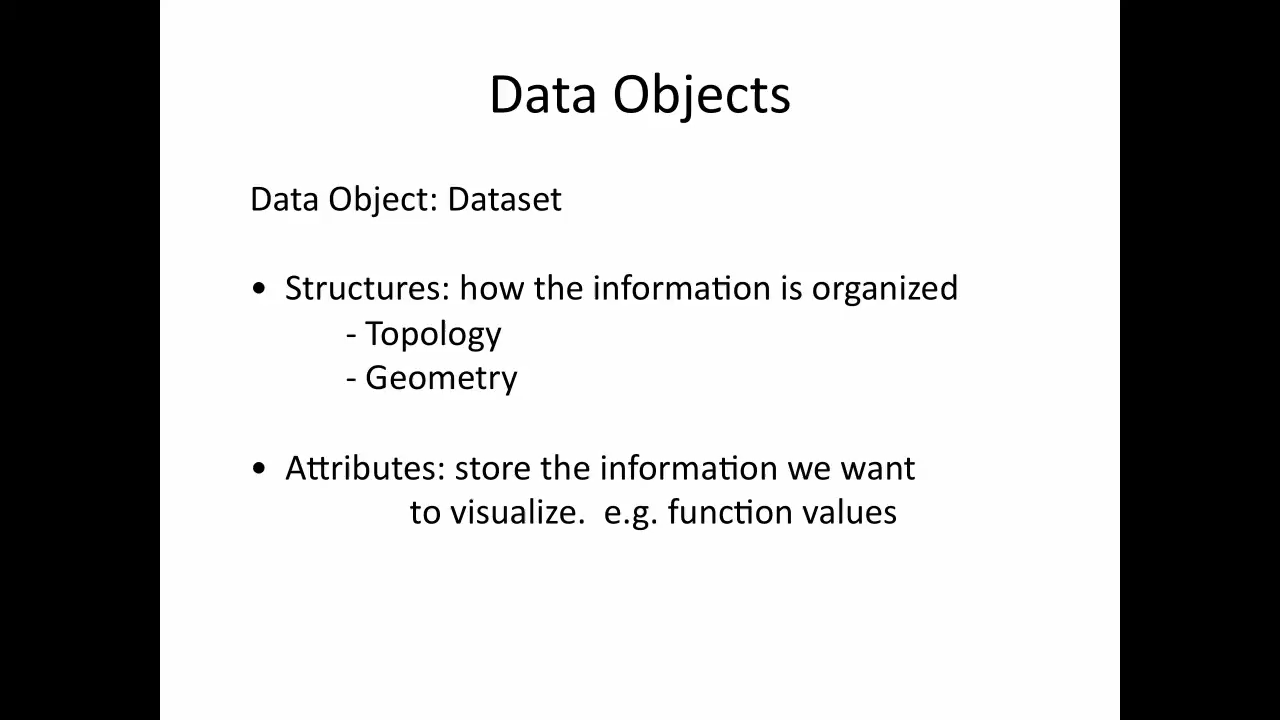 Data Objects
Data Object: Dataset
• Structures: how the information is organized
- Topology
- Geometry
• Attributes: store the information we want
to visualize.  e.g. function values